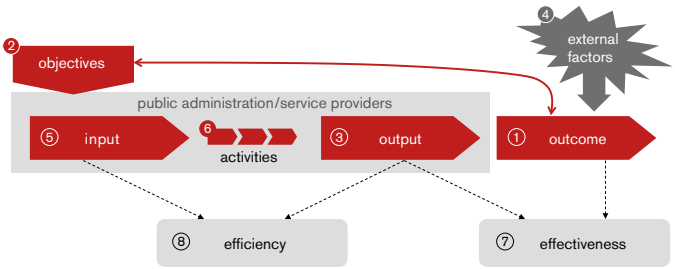 ④
external
factors
②
objectives
public administration/service providers
⑤ input
⑥
activities
③ output
① outcome
⑧ efficiency
⑦ effectiveness